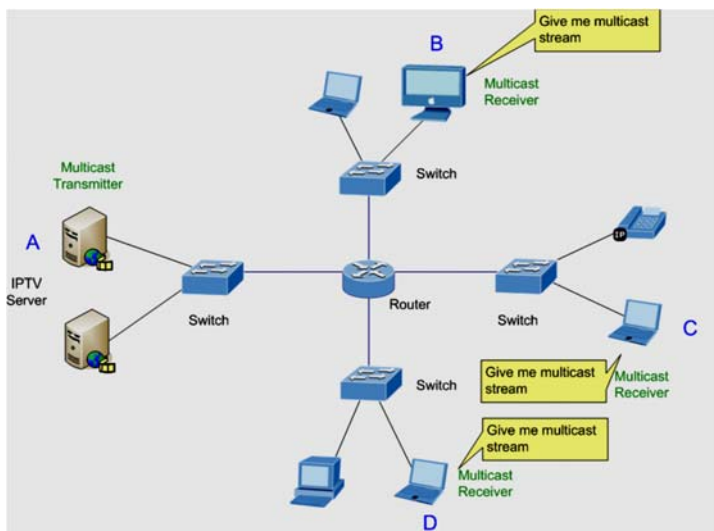 Give me multicast
stream
B
Multicast
Receiver
Multicast
Transmitter
Switch
A
IP
IPTV
Server
Router
Switch
Switch
C
Switch
Give me multicast
stream
Multicast
Receiver
Give me multicast
stream
Multicast
Receiver
D